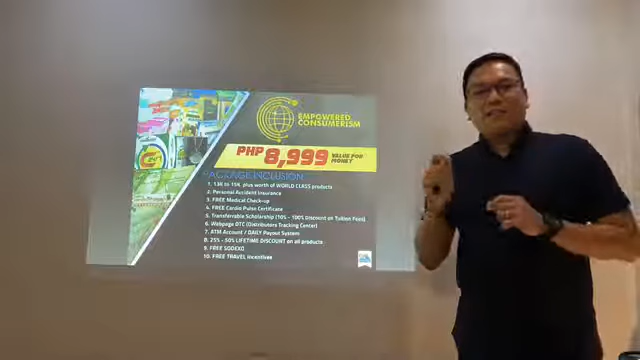 EMPOWERED
CONSUMERISM
PHP 8,999 VALUE FOR
MONEY
PACKAGE INCLUSION
1. 13K to 15K plus worth of WORLD CLASS products
2. Personal Accident Insurance
3. FREE Medical Check-up
4. FREE Cardio Pulse Certificate
5. Transferrable Scholarship (10% - 100% Discount on Tuition Fees)
6. Webpage DTC (Distributors Tracking Center)
7. ATM Account / DAILY Payout System
8. 25% - 50% LIFETIME DISCOUNT on all products
9. FREE SODEXO
10. FREE TRAVEL Incentives